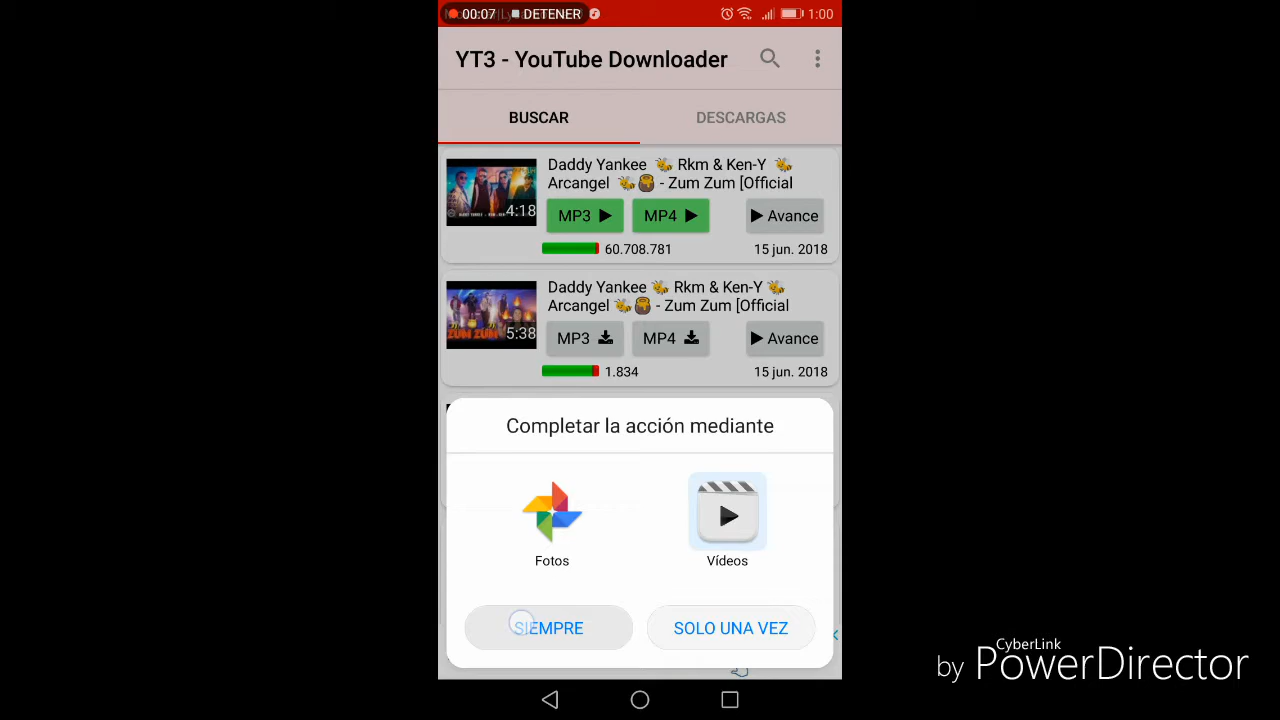 00:07 DETENER
1:00
YT3 - YouTube Downloader
BUSCAR
DESCARGAS
Daddy Yankee 🐝 Rkm & Ken-Y 🐝
Arcangel 🐝🍯 - Zum Zum [Official
4:18
MP3
MP4
Avance
60.708.781
15 jun. 2018
Daddy Yankee 🐝 Rkm & Ken-Y 🐝
Arcangel 🐝🍯 - Zum Zum [Official
ZUM ZUM
5:38
MP3
MP4
Avance
1.834
15 jun. 2018
Completar la acción mediante
Fotos
Vídeos
SIEMPRE
SOLO UNA VEZ
CyberLink
by PowerDirector